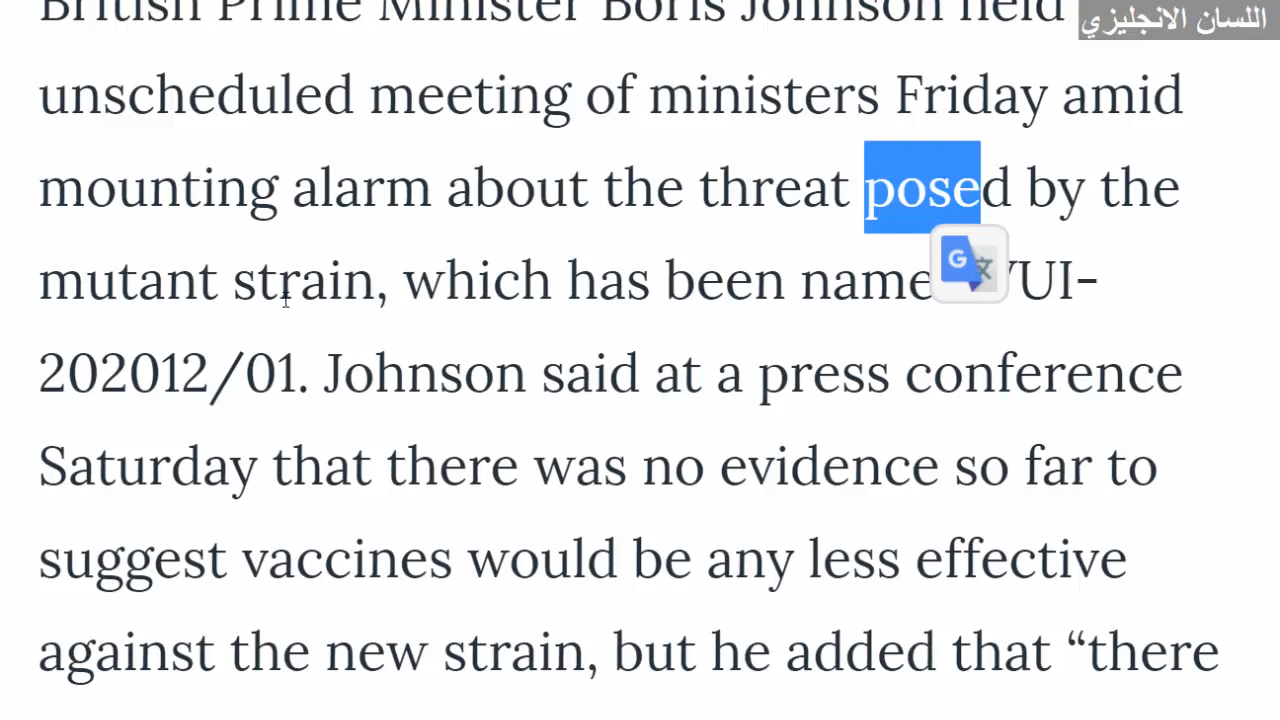 British Prime Minister Boris Johnson held
اللسان الانجليزي
unscheduled meeting of ministers Friday amid
mounting alarm about the threat posed by the
mutant strain, which has been name VUI-
202012/01. Johnson said at a press conference
Saturday that there was no evidence so far to
suggest vaccines would be any less effective
against the new strain, but he added that “there